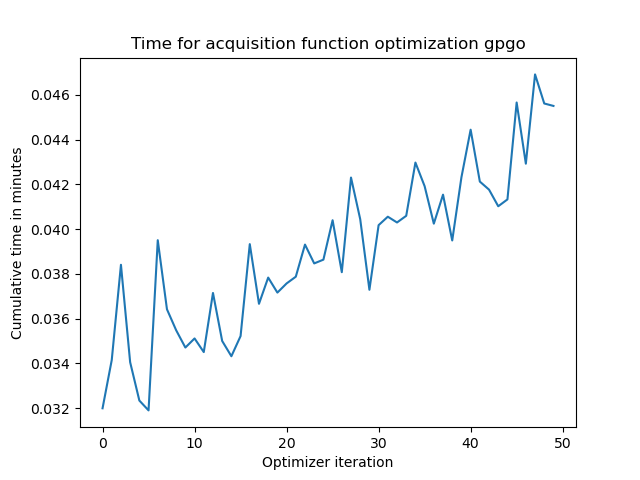 Time for acquisition function optimization gpgo
Cumulative time in minutes
0.046
0.044
0.042
0.040
0.038
0.036
0.034
0.032
0 10 20 30 40 50
Optimizer iteration